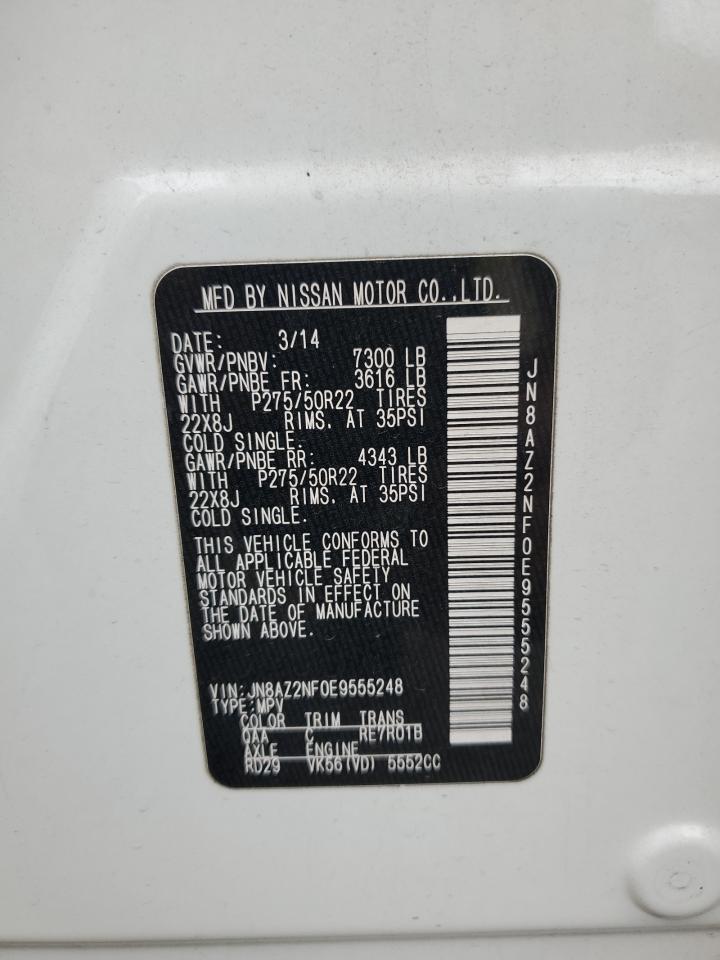 MFD BY NISSAN MOTOR CO.,LTD.
DATE: 3/14
GVWR/PNBV: 7300 LB
GAWR/PNBE FR: 3616 LB
WITH P275/50R22 TIRES
22X8J RIMS. AT 35PSI
COLD SINGLE.
GAWR/PNBE RR: 4343 LB
WITH P275/50R22 TIRES
22X8J RIMS. AT 35PSI
COLD SINGLE.
THIS VEHICLE CONFORMS TO
ALL APPLICABLE FEDERAL
MOTOR VEHICLE SAFETY
STANDARDS IN EFFECT ON
THE DATE OF MANUFACTURE
SHOWN ABOVE.
VIN:JN8AZ2NF0E9555248
TYPE:MPV
COLOR TRIM TRANS
QAA C RE7R01B
AXLE ENGINE
RD29 VK56(VD) 5552CC
JN8AZ2NF0E9555248